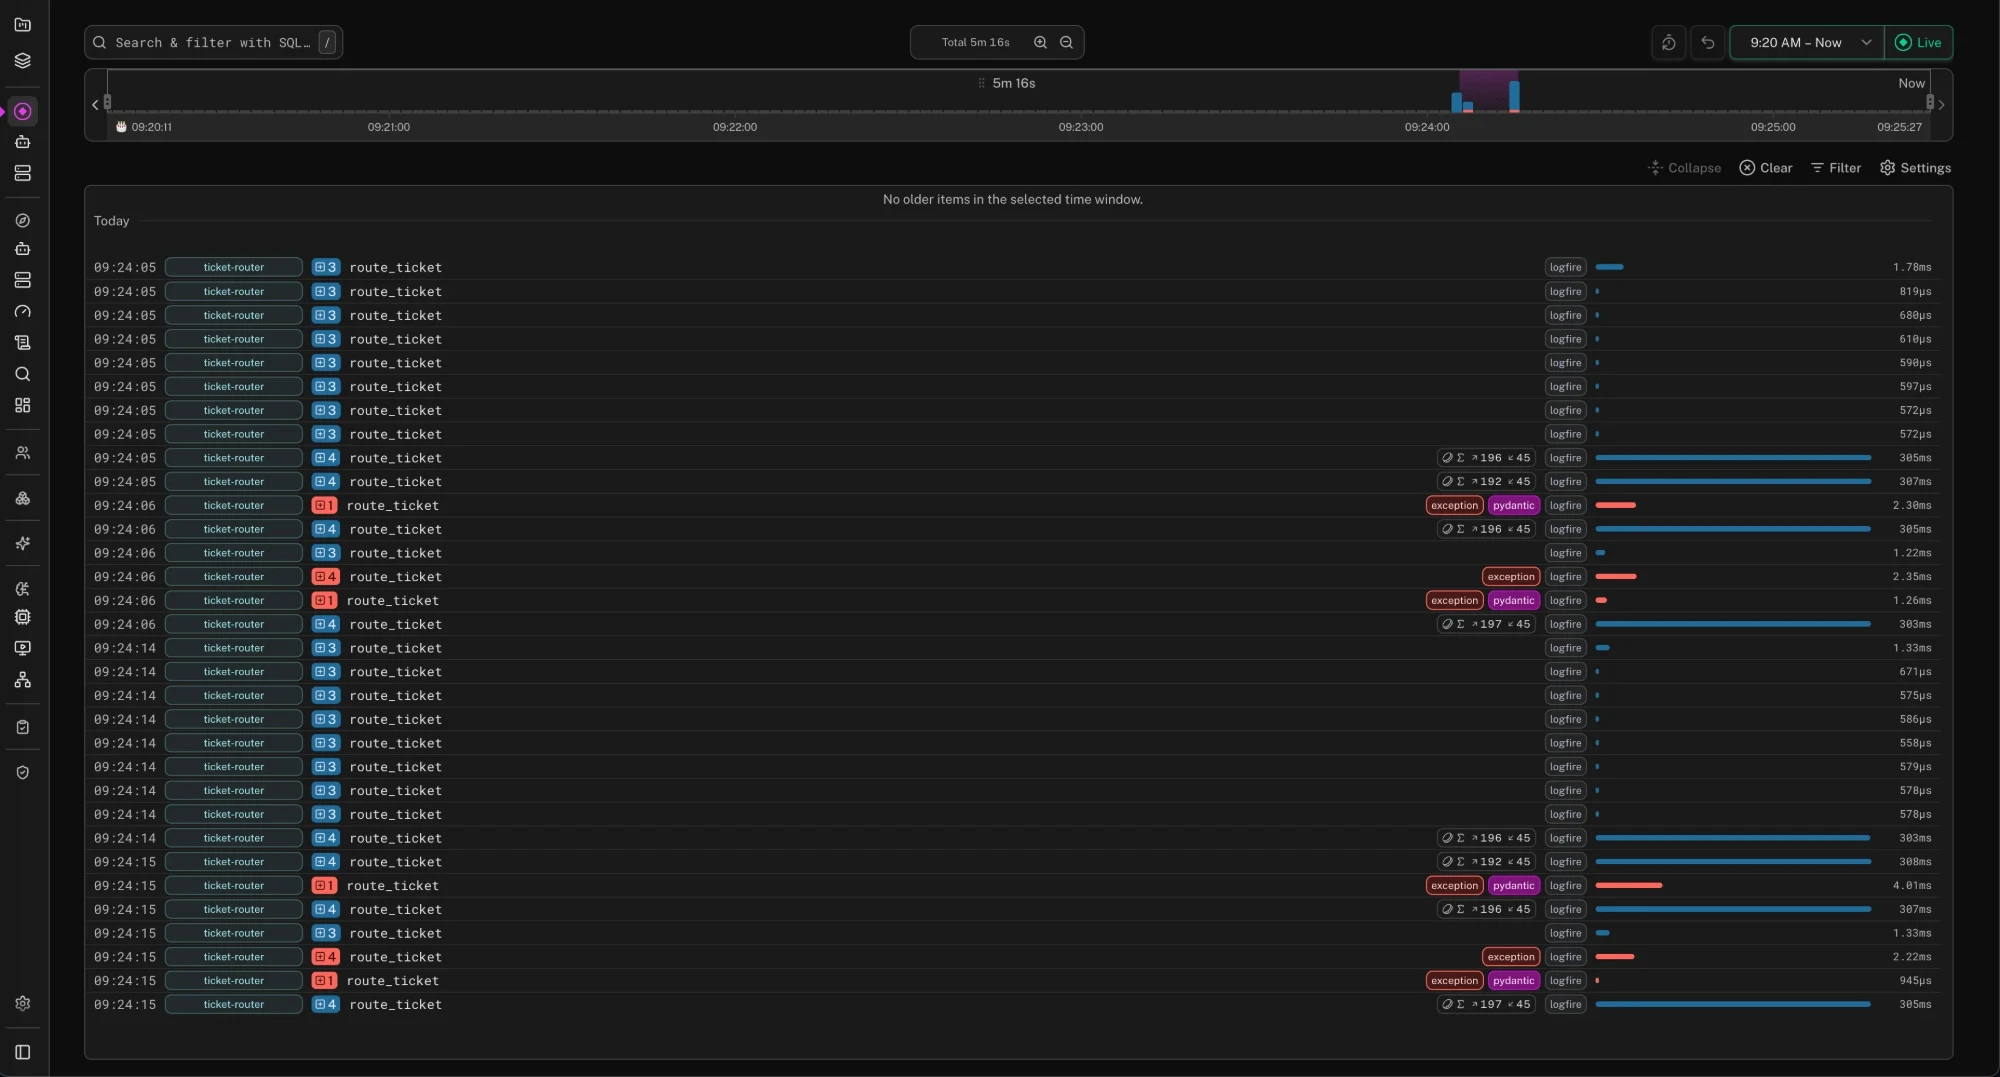 Search & filter with SQL… /
Total 5m 16s
9:20 AM – Now
Live
5m 16s
Now
09:20:11 09:21:00 09:22:00 09:23:00 09:24:00 09:25:00 09:25:27
Collapse Clear Filter Settings
No older items in the selected time window.
Today
09:24:05 ticket-router 3 route_ticket logfire 1.78ms
09:24:05 ticket-router 3 route_ticket logfire 819µs
09:24:05 ticket-router 3 route_ticket logfire 680µs
09:24:05 ticket-router 3 route_ticket logfire 610µs
09:24:05 ticket-router 3 route_ticket logfire 590µs
09:24:05 ticket-router 3 route_ticket logfire 597µs
09:24:05 ticket-router 3 route_ticket logfire 572µs
09:24:05 ticket-router 3 route_ticket logfire 572µs
09:24:05 ticket-router 4 route_ticket Σ ↗196 ↙45 logfire 305ms
09:24:05 ticket-router 4 route_ticket Σ ↗192 ↙45 logfire 307ms
09:24:06 ticket-router 1 route_ticket exception pydantic logfire 2.30ms
09:24:06 ticket-router 4 route_ticket Σ ↗196 ↙45 logfire 305ms
09:24:06 ticket-router 3 route_ticket logfire 1.22ms
09:24:06 ticket-router 4 route_ticket exception logfire 2.35ms
09:24:06 ticket-router 1 route_ticket exception pydantic logfire 1.26ms
09:24:06 ticket-router 4 route_ticket Σ ↗197 ↙45 logfire 303ms
09:24:14 ticket-router 3 route_ticket logfire 1.33ms
09:24:14 ticket-router 3 route_ticket logfire 671µs
09:24:14 ticket-router 3 route_ticket logfire 575µs
09:24:14 ticket-router 3 route_ticket logfire 586µs
09:24:14 ticket-router 3 route_ticket logfire 558µs
09:24:14 ticket-router 3 route_ticket logfire 579µs
09:24:14 ticket-router 3 route_ticket logfire 578µs
09:24:14 ticket-router 3 route_ticket logfire 578µs
09:24:14 ticket-router 4 route_ticket Σ ↗196 ↙45 logfire 303ms
09:24:15 ticket-router 4 route_ticket Σ ↗192 ↙45 logfire 308ms
09:24:15 ticket-router 1 route_ticket exception pydantic logfire 4.01ms
09:24:15 ticket-router 4 route_ticket Σ ↗196 ↙45 logfire 307ms
09:24:15 ticket-router 3 route_ticket logfire 1.33ms
09:24:15 ticket-router 4 route_ticket exception logfire 2.22ms
09:24:15 ticket-router 1 route_ticket exception pydantic logfire 945µs
09:24:15 ticket-router 4 route_ticket Σ ↗197 ↙45 logfire 305ms